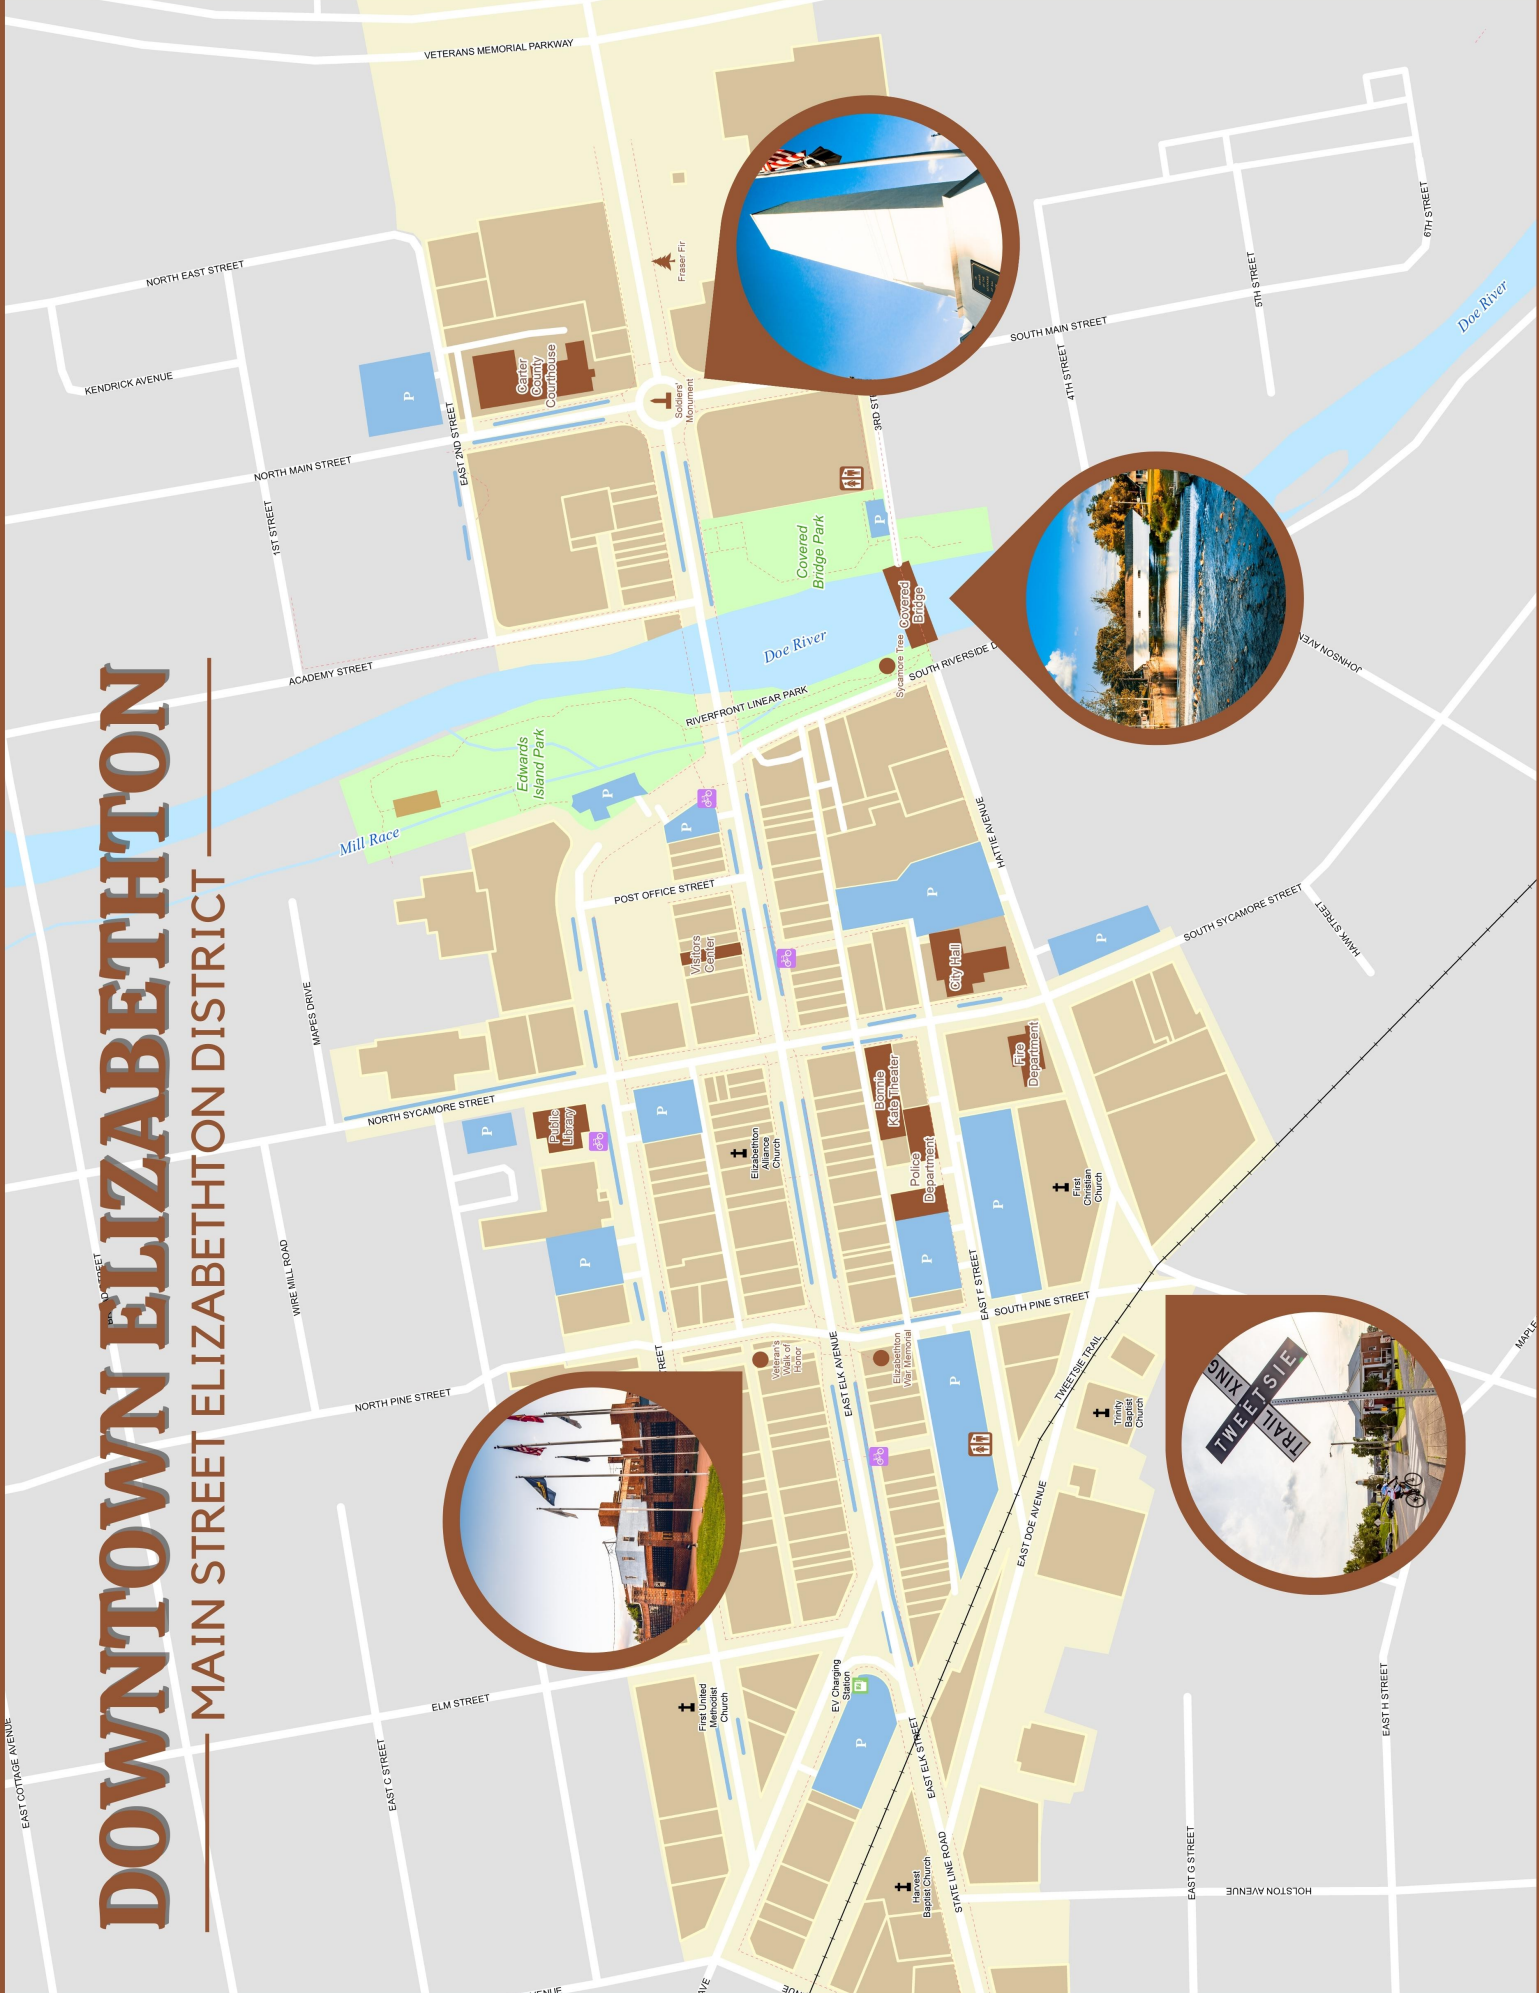 DOWNTOWN ELIZABETHTON
MAIN STREET ELIZABETHTON DISTRICT
VETERANS MEMORIAL PARKWAY
NORTH EAST STREET
KENDRICK AVENUE
NORTH MAIN STREET
1ST STREET
EAST 2ND STREET
ACADEMY STREET
P
Carter
County
Courthouse
Fraser Fir
Soldiers'
Monument
SOUTH MAIN STREET
4TH STREET
5TH STREET
6TH STREET
Doe River
Covered
Bridge Park
P
Covered
Bridge
Sycamore Tree
Doe River
RIVERFRONT LINEAR PARK
SOUTH RIVERSIDE D
Edwards
Island Park
P
P
Mill Race
POST OFFICE STREET
Visitors
Center
HATTIE AVENUE
P
City Hall
P
SOUTH SYCAMORE STREET
HAWK STREET
MAPES DRIVE
NORTH SYCAMORE STREET
P
Public
Library
P
Elizabethton
Alliance
Church
Bonnie
Kate Theater
Police
Department
Fire
Department
First
Christian
Church
P
P
P
EAST F STREET
SOUTH PINE STREET
WIRE MILL ROAD
NORTH PINE STREET
Veteran's
Walk of
Honor
EAST ELK AVENUE
Elizabethton
War Memorial
P
TWEETSIE TRAIL
Trinity
Baptist
Church
EAST DOE AVENUE
TWEETSIE
TRAIL
XING
MAPLE
ELM STREET
First United
Methodist
Church
EV Charging
Station
P
EAST ELK STREET
STATE LINE ROAD
Harvest
Baptist Church
EAST COTTAGE AVENUE
EAST C STREET
EAST G STREET
EAST H STREET
HOLSTON AVENUE